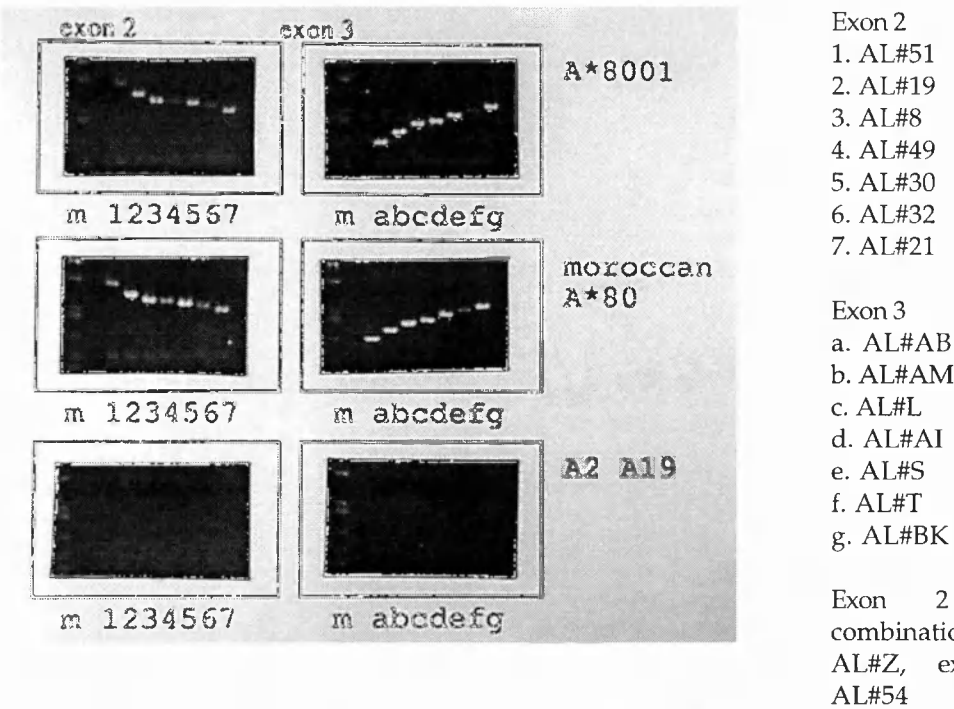 exon 2 exon 3
A*8001
m 1234567 m abcdefg
moroccan
A*80
m 1234567 m abcdefg
A2 A19
m 1234567 m abcdefg
Exon 2
1. AL#51
2. AL#19
3. AL#8
4. AL#49
5. AL#30
6. AL#32
7. AL#21
Exon 3
a. AL#AB
b. AL#AM
c. AL#L
d. AL#AI
e. AL#S
f. AL#T
g. AL#BK
Exon 2
combinatio
AL#Z, ex
AL#54